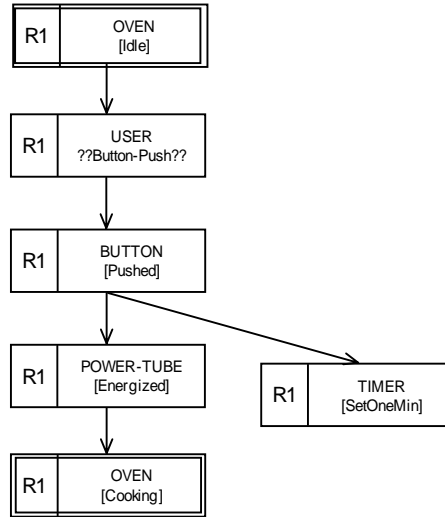 R1 OVEN
[Idle]
R1 USER
??Button-Push??
R1 BUTTON
[Pushed]
R1 POWER-TUBE
[Energized]
R1 TIMER
[SetOneMin]
R1 OVEN
[Cooking]